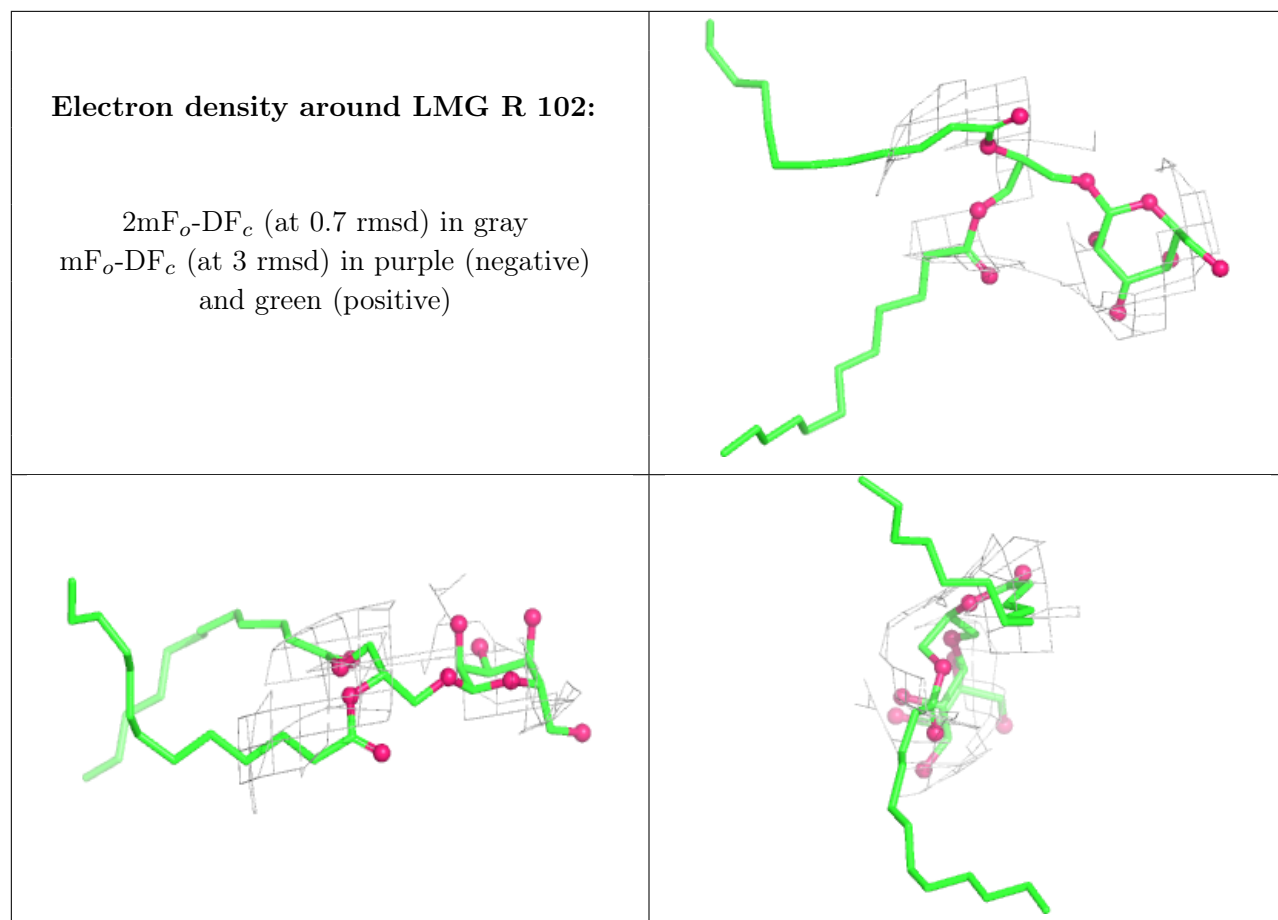 Electron density around LMG R 102:
2mFₒ-DF𝒸 (at 0.7 rmsd) in gray
mFₒ-DF𝒸 (at 3 rmsd) in purple (negative)
and green (positive)